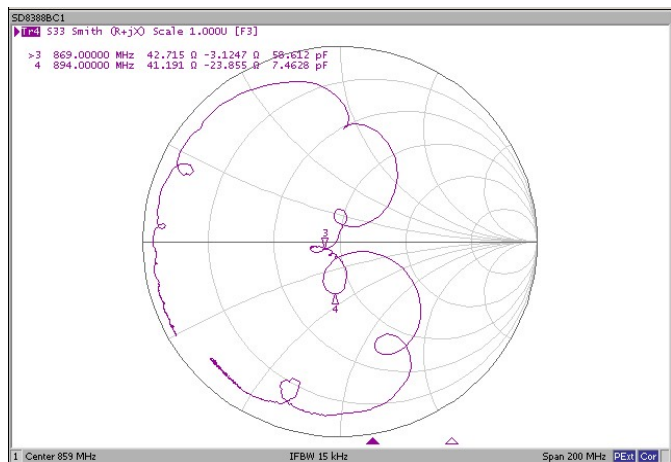 SD8388BC1
Tr4 S33 Smith (R+jX) Scale 1.000U [F3]
>3 869.00000 MHz 42.715 Ω -3.1247 Ω 58.612 pF
4 894.00000 MHz 41.191 Ω -23.855 Ω 7.4628 pF
3
4
1 Center 859 MHz IFBW 15 kHz Span 200 MHz PExt Cor